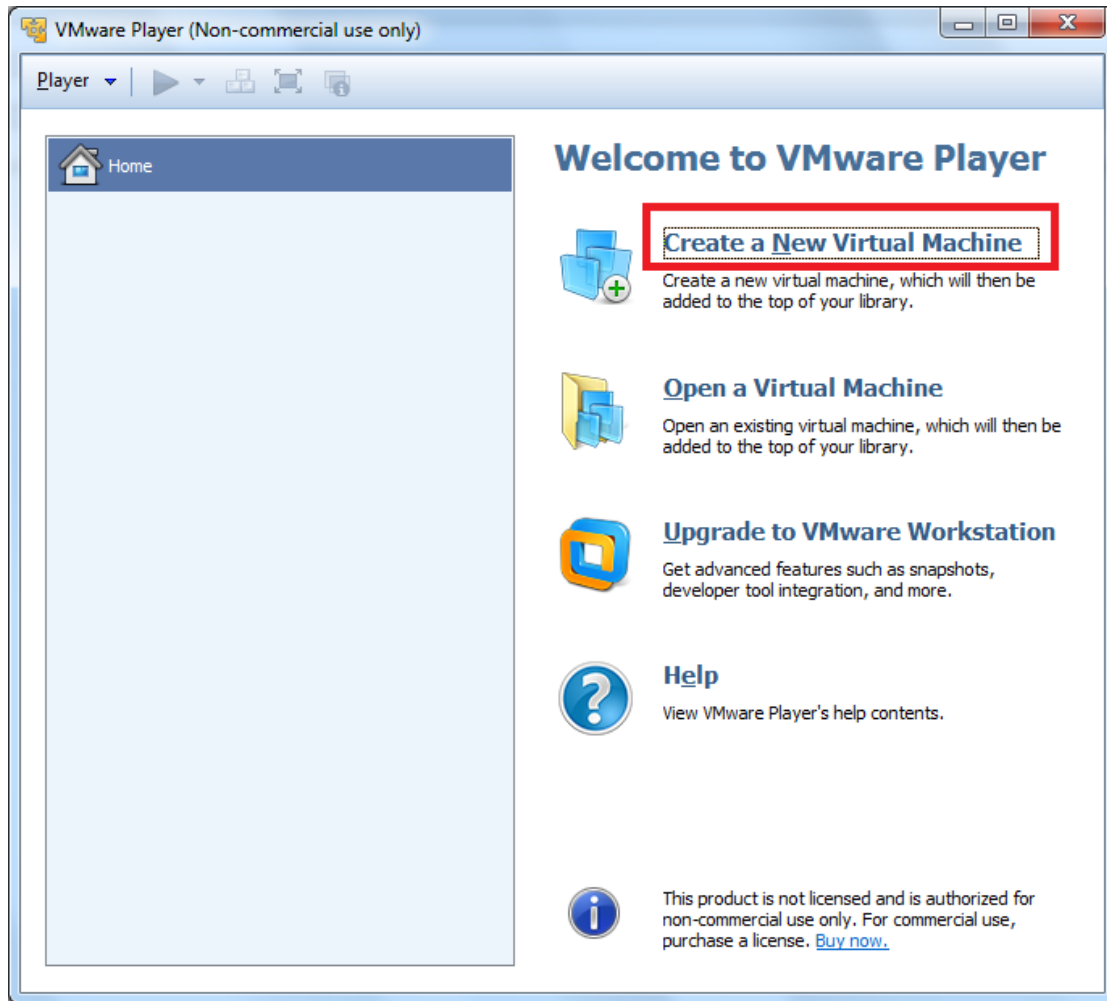 VMware Player (Non-commercial use only)
Player
Home
Welcome to VMware Player
Create a New Virtual Machine
Create a new virtual machine, which will then be
added to the top of your library.
Open a Virtual Machine
Open an existing virtual machine, which will then be
added to the top of your library.
Upgrade to VMware Workstation
Get advanced features such as snapshots,
developer tool integration, and more.
Help
View VMware Player's help contents.
This product is not licensed and is authorized for
non-commercial use only. For commercial use,
purchase a license. Buy now.